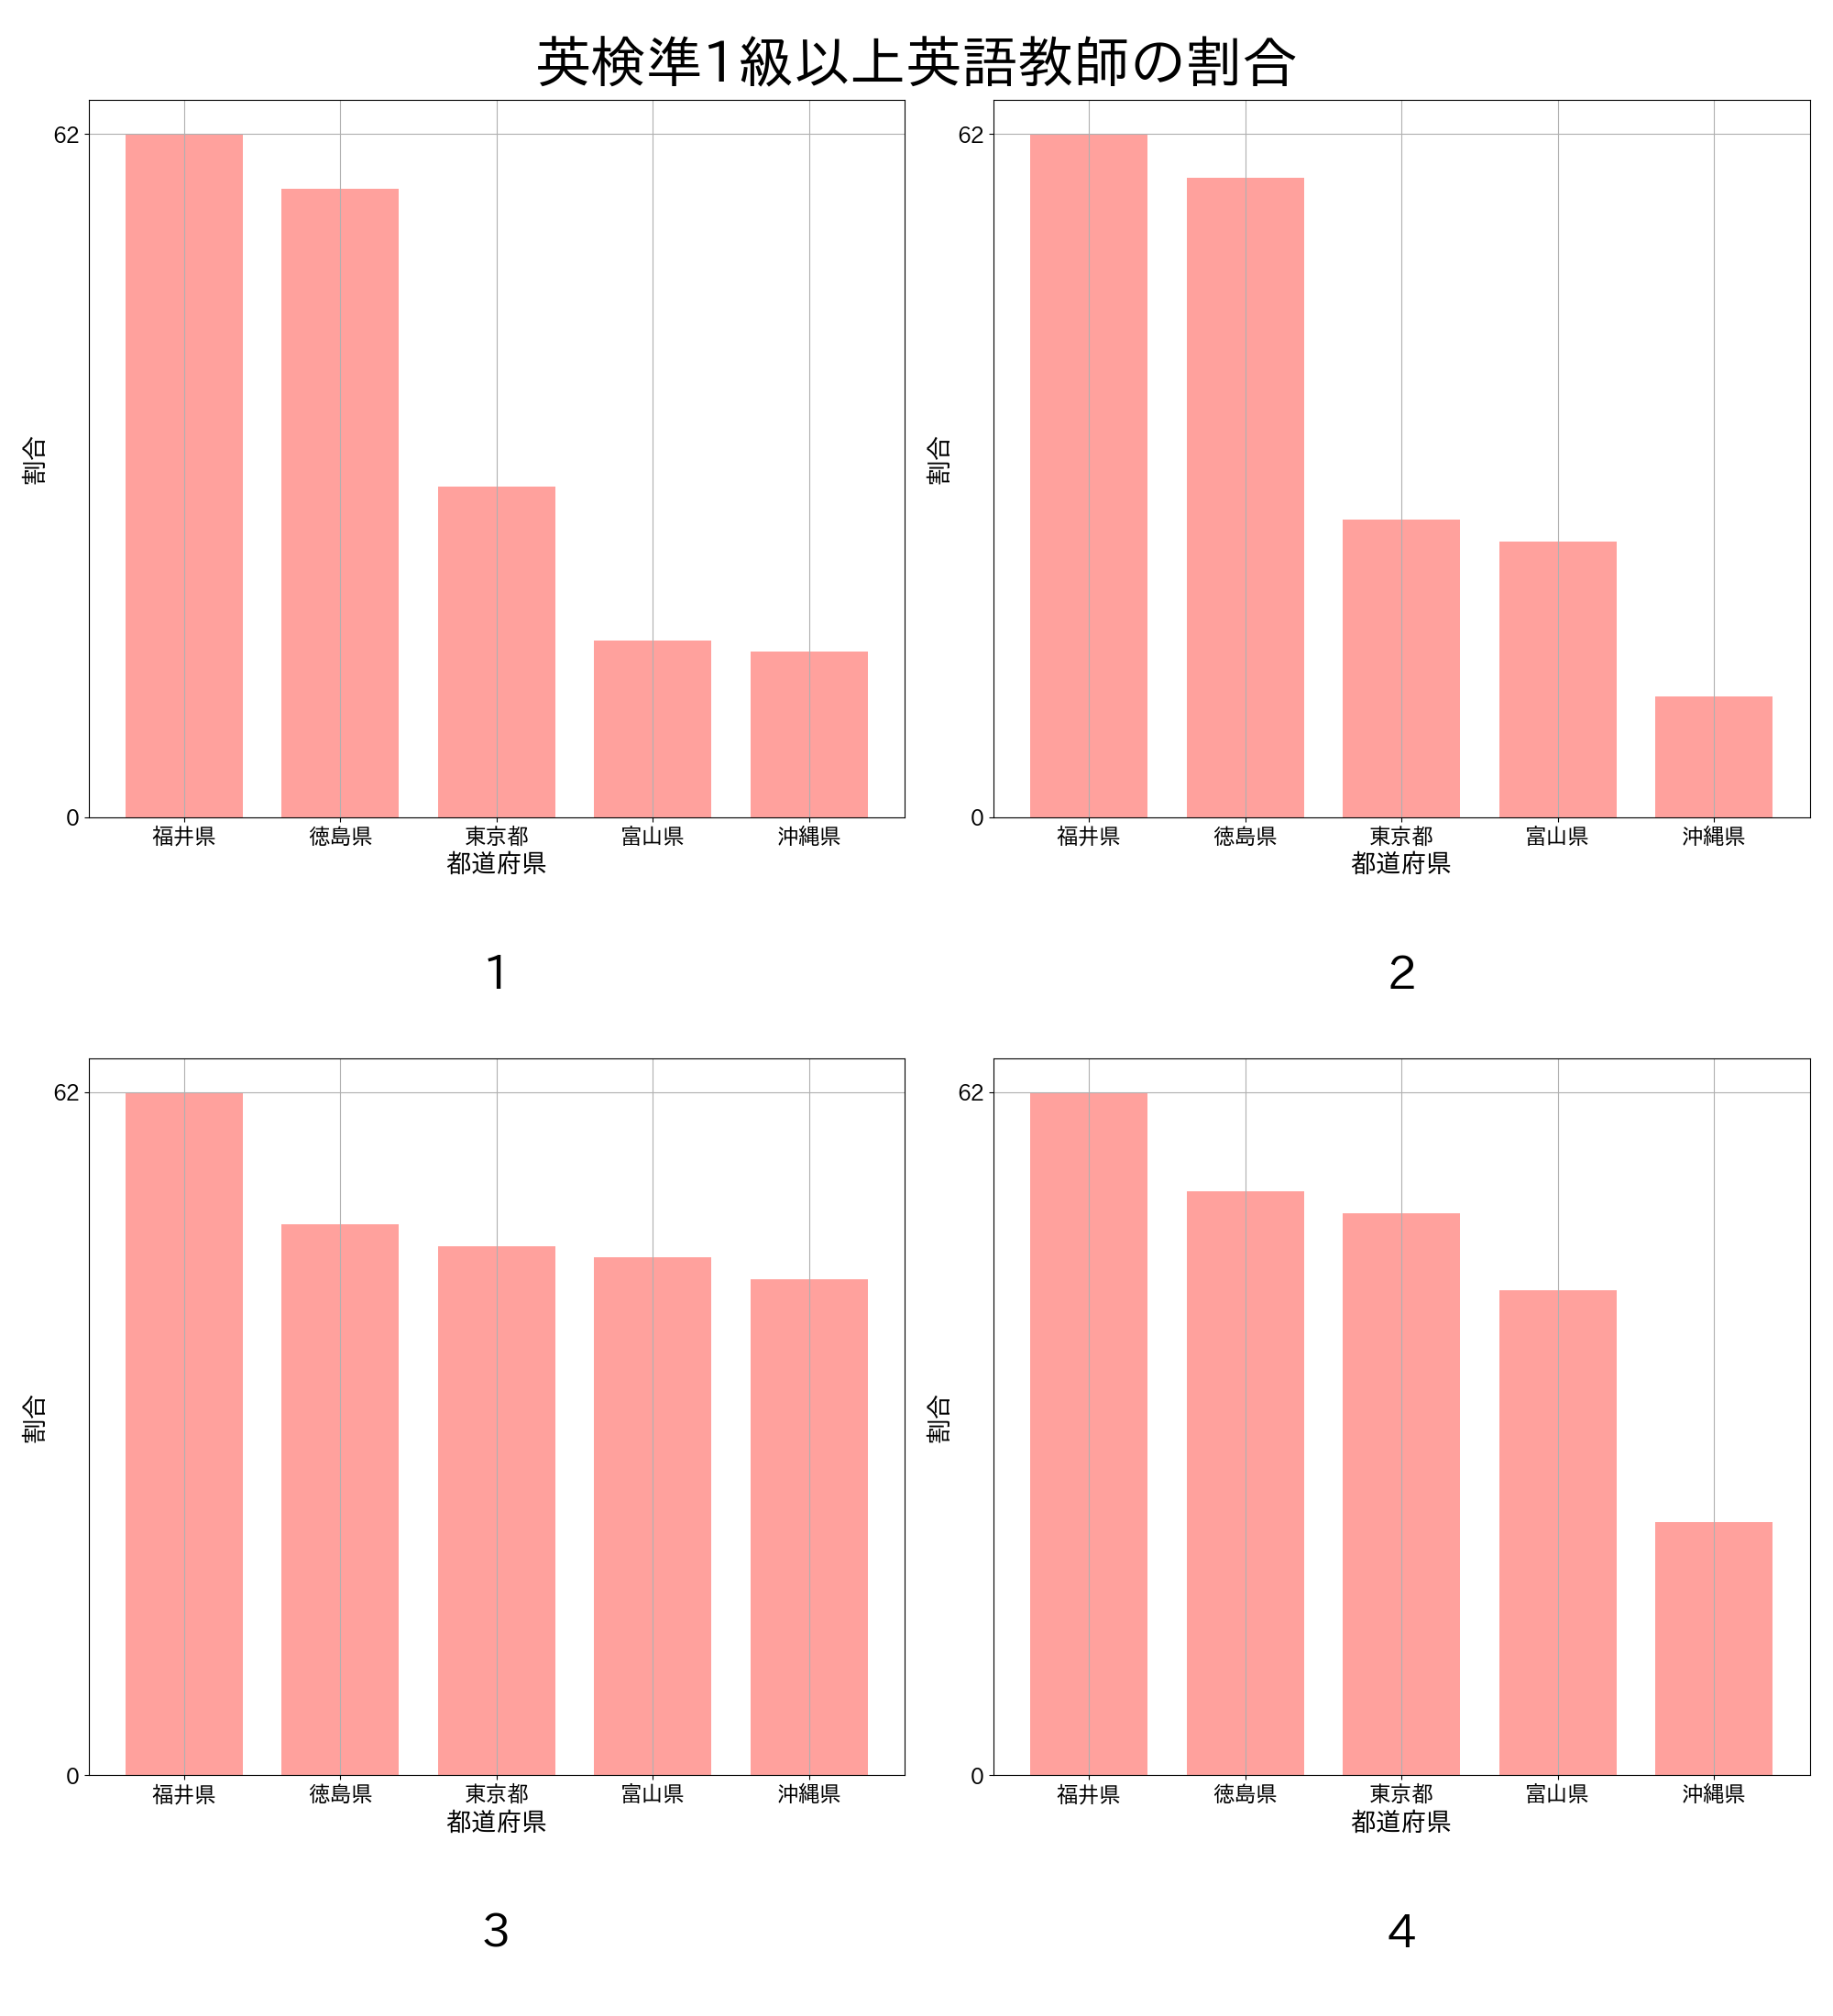 英検準1級以上英語教師の割合
62
0
割合
福井県 徳島県 東京都 富山県 沖縄県
都道府県
1
62
0
割合
福井県 徳島県 東京都 富山県 沖縄県
都道府県
2
62
0
割合
福井県 徳島県 東京都 富山県 沖縄県
都道府県
3
62
0
割合
福井県 徳島県 東京都 富山県 沖縄県
都道府県
4